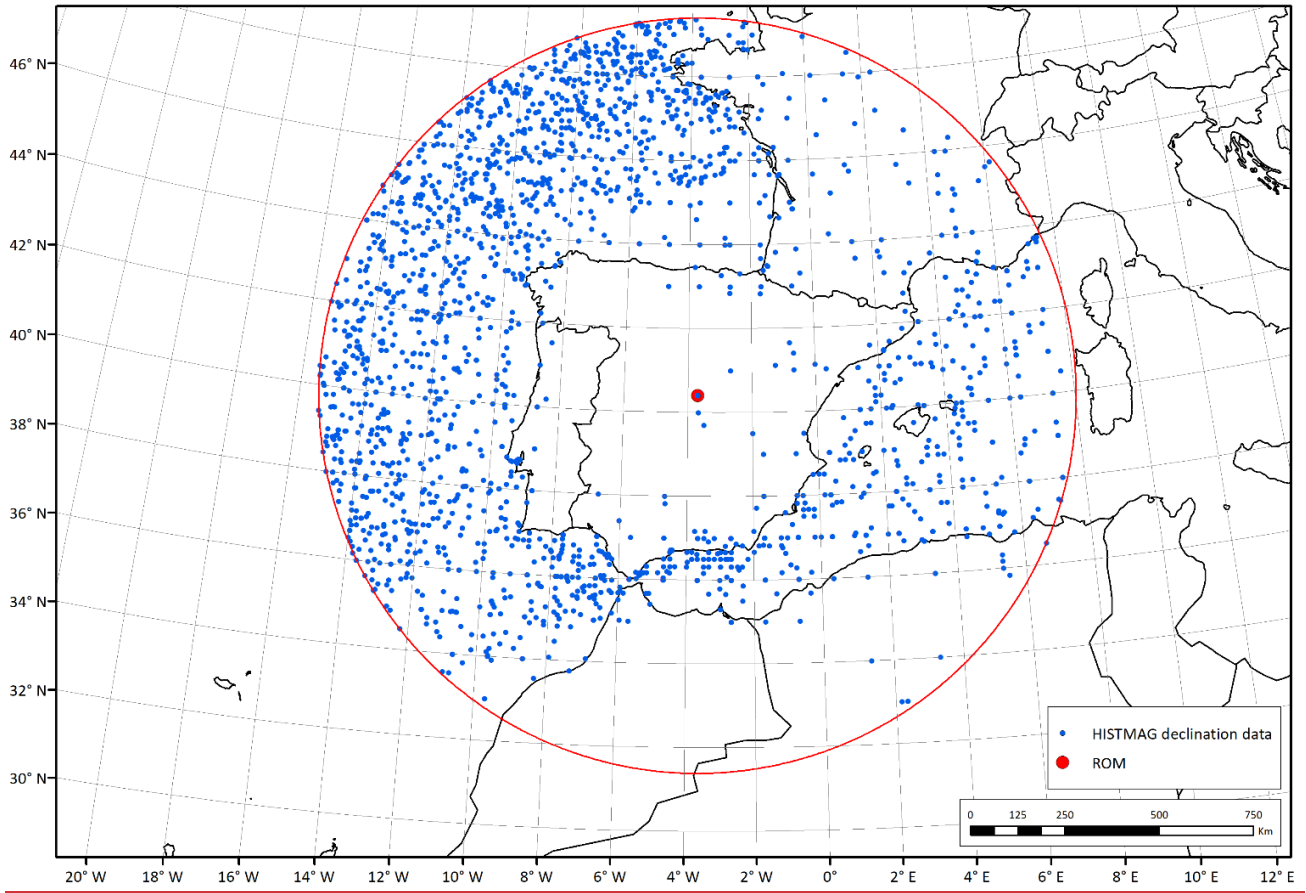 46° N
44° N
42° N
40° N
38° N
36° N
34° N
32° N
30° N
HISTMAG declination data
ROM
0 125 250 500 750
Km
20° W 18° W 16° W 14° W 12° W 10° W 8° W 6° W 4° W 2° W 0° 2° E 4° E 6° E 8° E 10° E 12° E